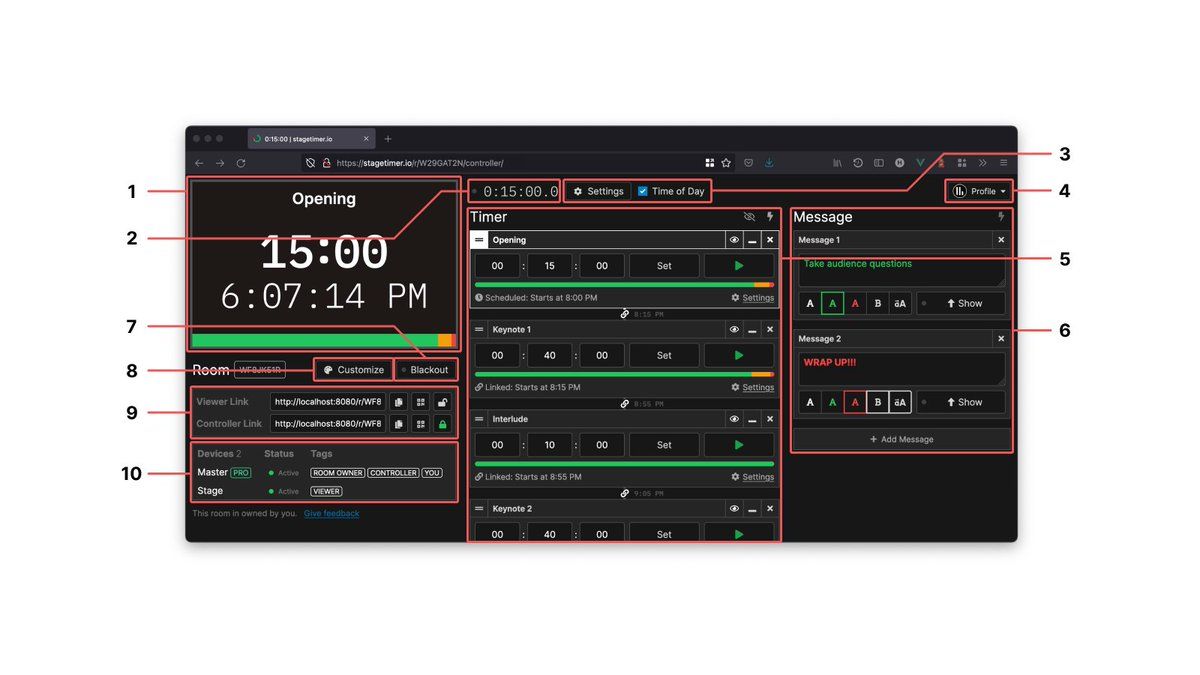 0:15:00 | stagetimer.io
https://stagetimer.io/r/W29GAT2N/controller/
1
2
3
4
5
6
7
8
9
10
Opening
15:00
6:07:14 PM
0:15:00.0
Settings
Time of Day
Profile
Room WF8JK51R
Customize
Blackout
Viewer Link http://localhost:8080/r/WF8
Controller Link http://localhost:8080/r/WF8
Devices 2 Status Tags
Master PRO Active ROOM OWNER CONTROLLER YOU
Stage Active VIEWER
This room in owned by you. Give feedback
Timer
Opening
00 : 15 : 00 Set
Scheduled: Starts at 8:00 PM Settings
8:15 PM
Keynote 1
00 : 40 : 00 Set
Linked: Starts at 8:15 PM Settings
8:55 PM
Interlude
00 : 10 : 00 Set
Linked: Starts at 8:55 PM Settings
9:05 PM
Keynote 2
00 : 40 : 00 Set
Message
Message 1
Take audience questions
A A A B äA Show
Message 2
WRAP UP!!!
A A A B äA Show
+ Add Message